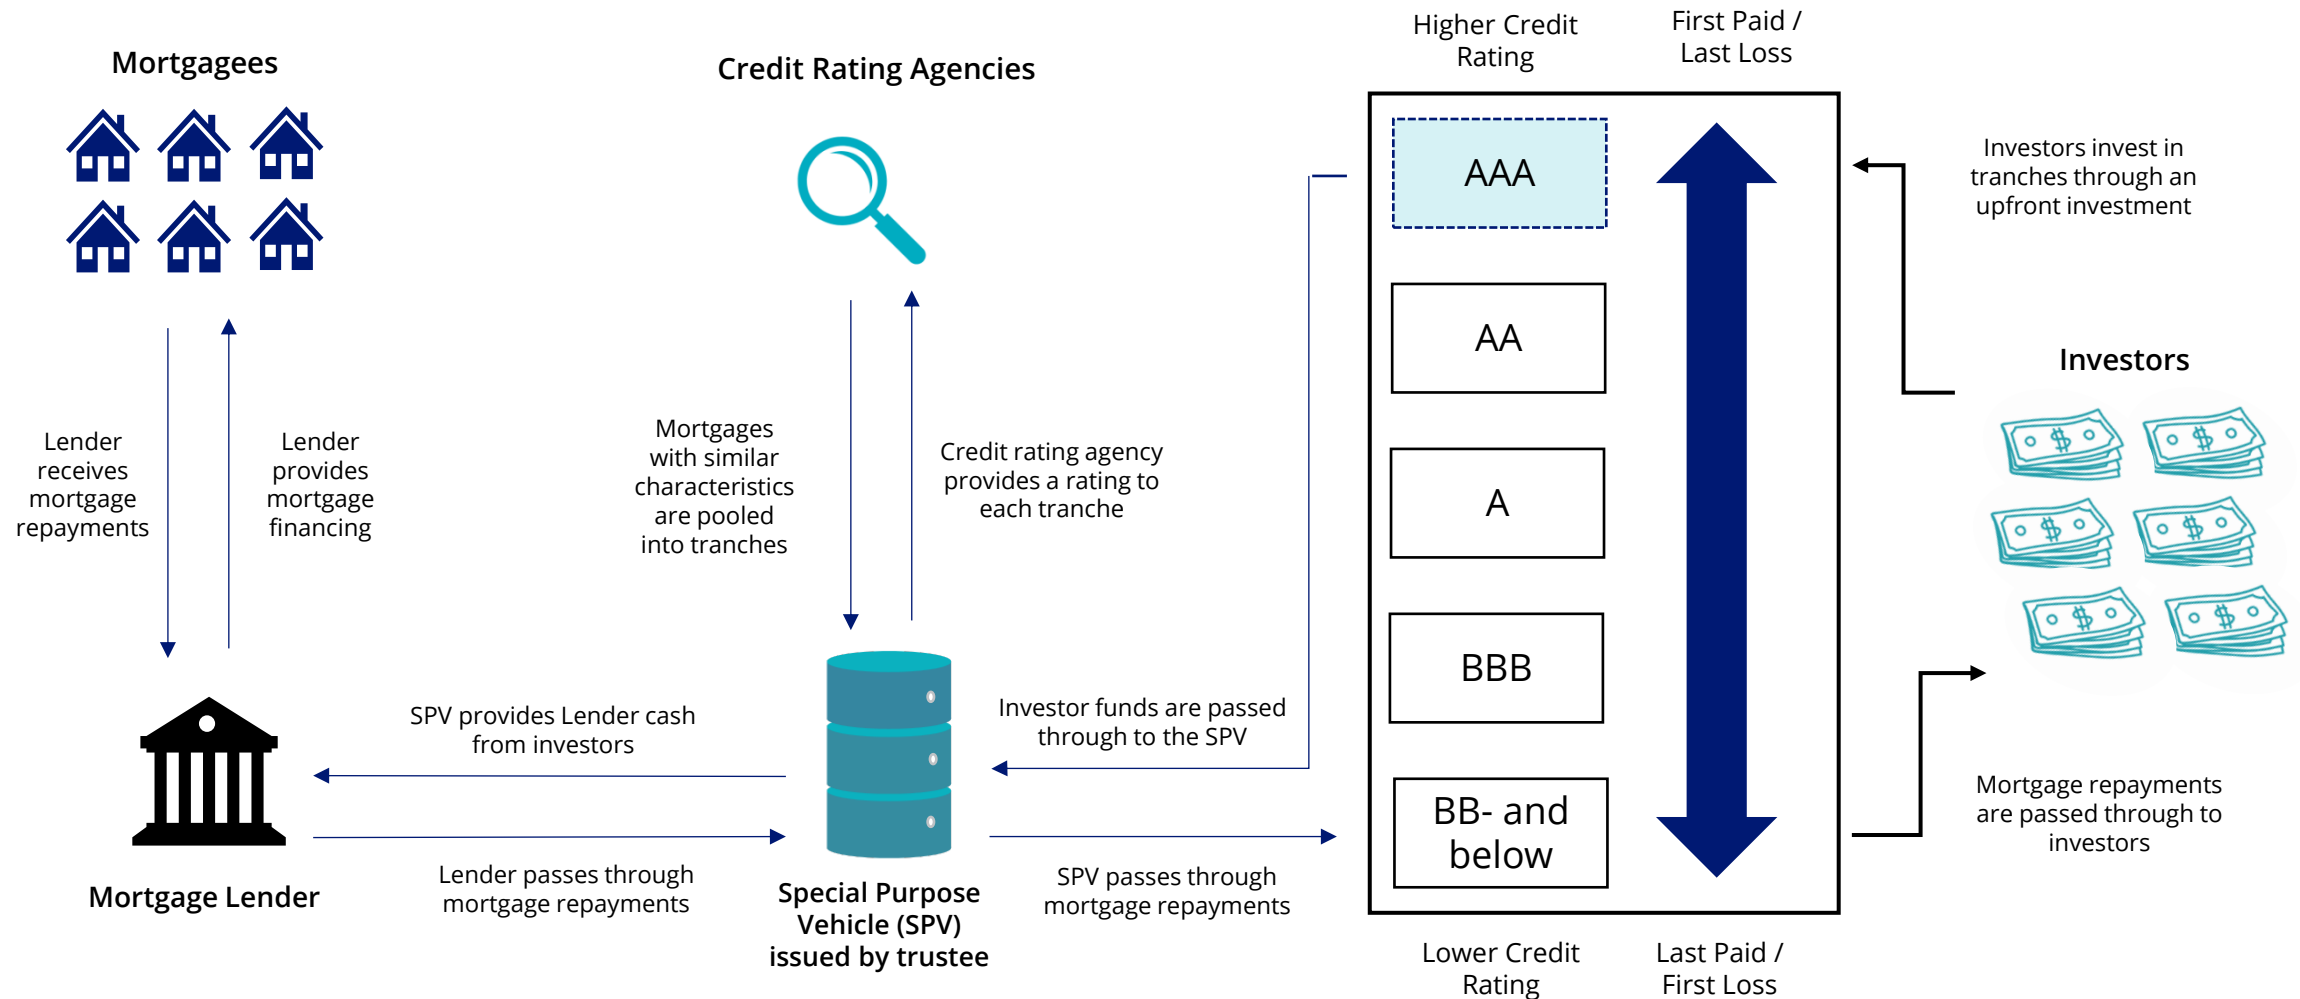 Mortgagees
Credit Rating Agencies
Higher Credit
Rating
First Paid /
Last Loss
AAA
AA
A
BBB
BB- and
below
Investors invest in
tranches through an
upfront investment
Investors
$
$
$
$
$
$
Mortgage repayments
are passed through to
investors
Lender
receives
mortgage
repayments
Lender
provides
mortgage
financing
Mortgages
with similar
characteristics
are pooled
into tranches
Credit rating agency
provides a rating to
each tranche
SPV provides Lender cash
from investors
Investor funds are passed
through to the SPV
Lender passes through
mortgage repayments
SPV passes through
mortgage repayments
Mortgage Lender
Special Purpose
Vehicle (SPV)
issued by trustee
Lower Credit
Rating
Last Paid /
First Loss